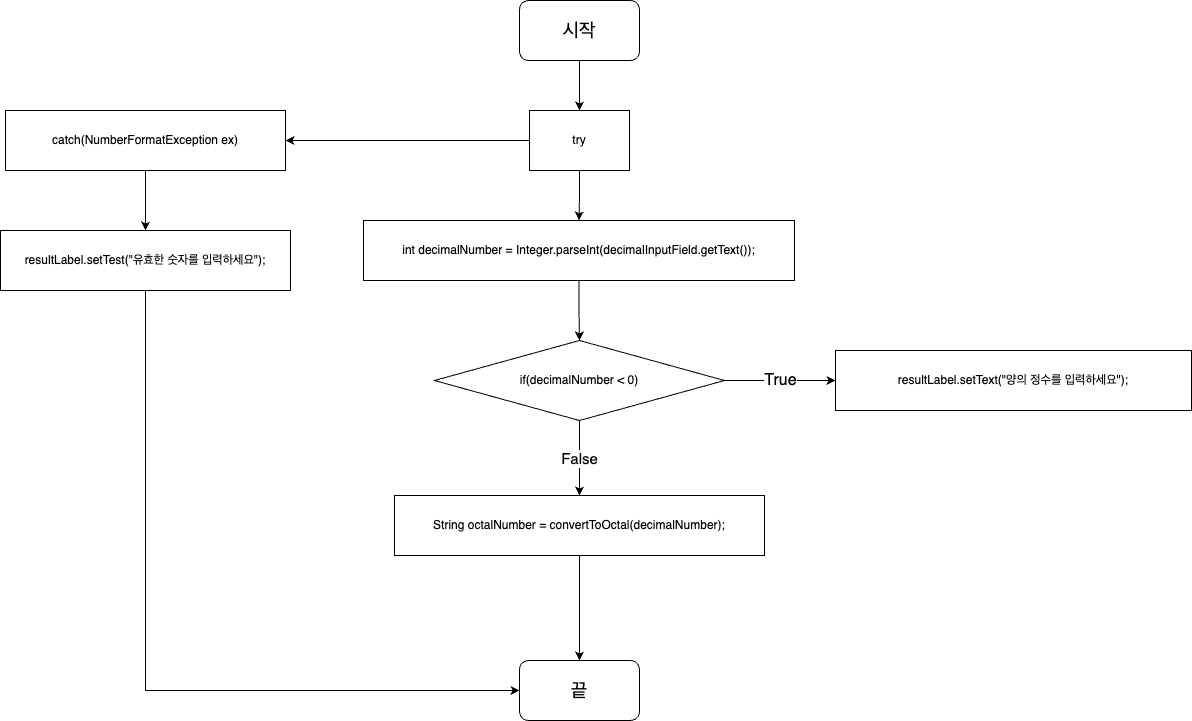 시작
try
catch(NumberFormatException ex)
int decimalNumber = Integer.parseInt(decimalInputField.getText());
resultLabel.setTest("유효한 숫자를 입력하세요");
if(decimalNumber < 0)
True
resultLabel.setText("양의 정수를 입력하세요");
False
String octalNumber = convertToOctal(decimalNumber);
끝